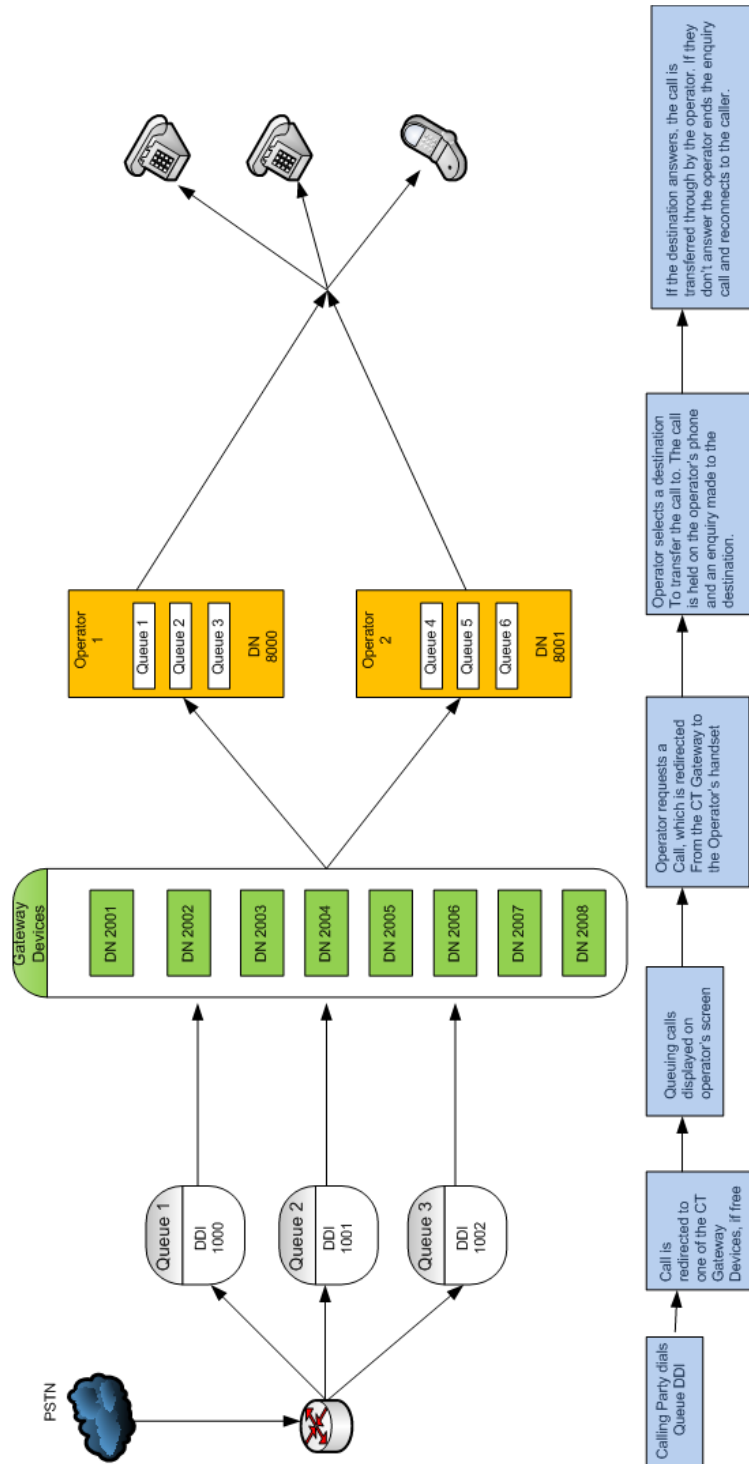 PSTN
Queue 1
DDI
1000
Queue 2
DDI
1001
Queue 3
DDI
1002
Gateway
Devices
DN 2001
DN 2002
DN 2003
DN 2004
DN 2005
DN 2006
DN 2007
DN 2008
Operator
1
Queue 1
Queue 2
Queue 3
DN
8000
Operator
2
Queue 4
Queue 5
Queue 6
DN
8001
Calling Party dials
Queue DDI
Call is
redirected to
one of the CT
Gateway
Devices, if free
Queuing calls
displayed on
operator's screen
Operator requests a
Call, which is redirected
From the CT Gateway to
the Operator's handset
Operator selects a destination
To transfer the call to. The call
is held on the operator's phone
and an enquiry made to the
destination.
If the destination answers, the call is
transferred through by the operator. If they
don't answer the operator ends the enquiry
call and reconnects to the caller.